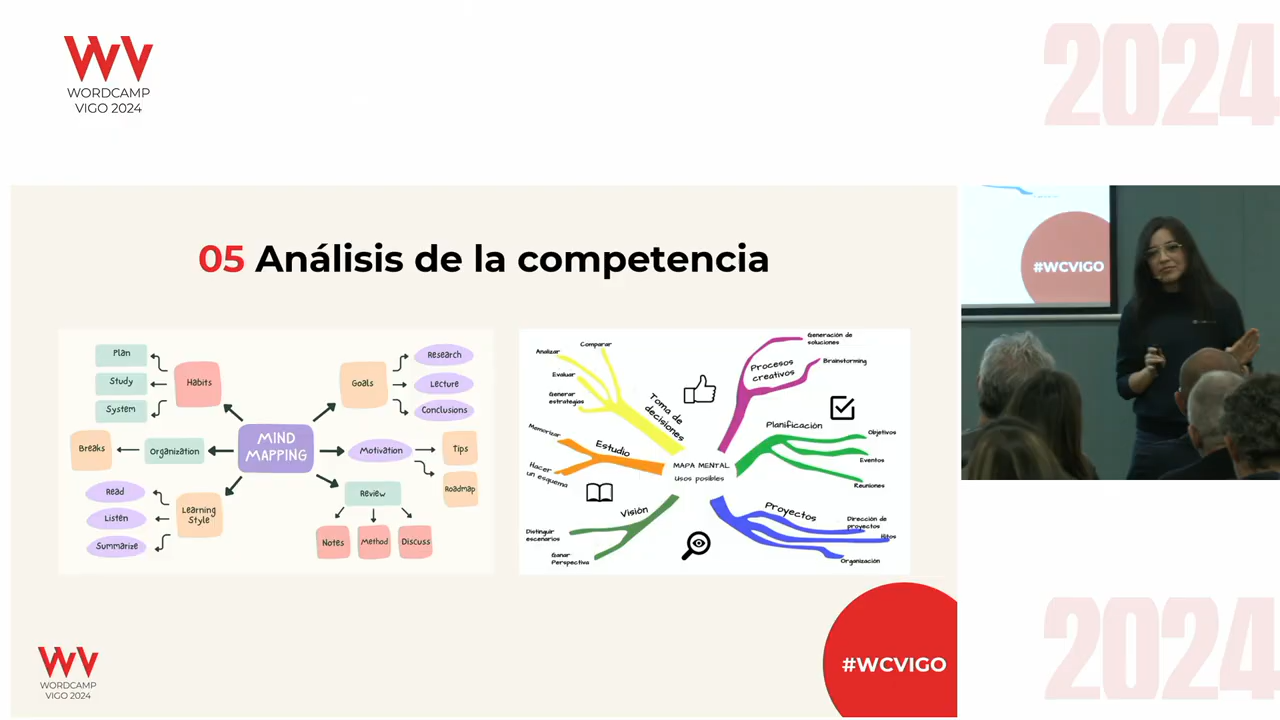 WORDCAMP
VIGO 2024
2024
05 Análisis de la competencia
Plan
Study
System
Habits
Goals
Research
Lecture
Conclusions
Breaks
Organization
MIND
MAPPING
Motivation
Tips
Roadmap
Read
Listen
Summarize
Learning
Style
Review
Notes
Method
Discuss
Analizar
Comparar
Evaluar
Generar
estrategias
Toma de
decisiones
Procesos
creativos
Generación de
soluciones
Brainstorming
Memorizar
Hacer
un esquema
Estudio
MAPA MENTAL
Usos posibles
Planificación
Objetivos
Eventos
Reuniones
Visión
Distinguir
escenarios
Ganar
Perspectiva
Proyectos
Dirección de
proyectos
Hitos
Organización
#WCVIGO
WORDCAMP
VIGO 2024
#WCVIGO
2024